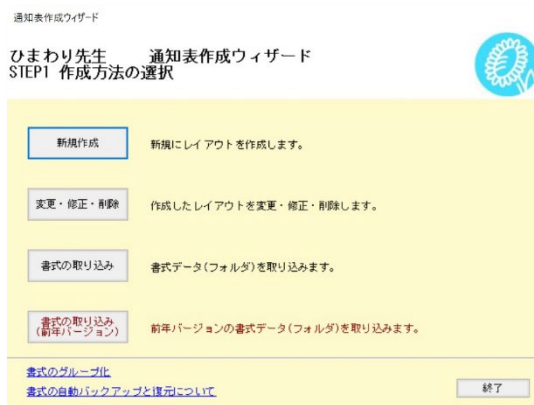 通知表作成ウィザード
ひまわり先生　　通知表作成ウィザード
STEP1 作成方法の選択
新規作成　新規にレイアウトを作成します。
変更・修正・削除　作成したレイアウトを変更・修正・削除します。
書式の取り込み　書式データ(フォルダ)を取り込みます。
書式の取り込み
(前年バージョン)　前年バージョンの書式データ(フォルダ)を取り込みます。
書式のグループ化
書式の自動バックアップと復元について
終了